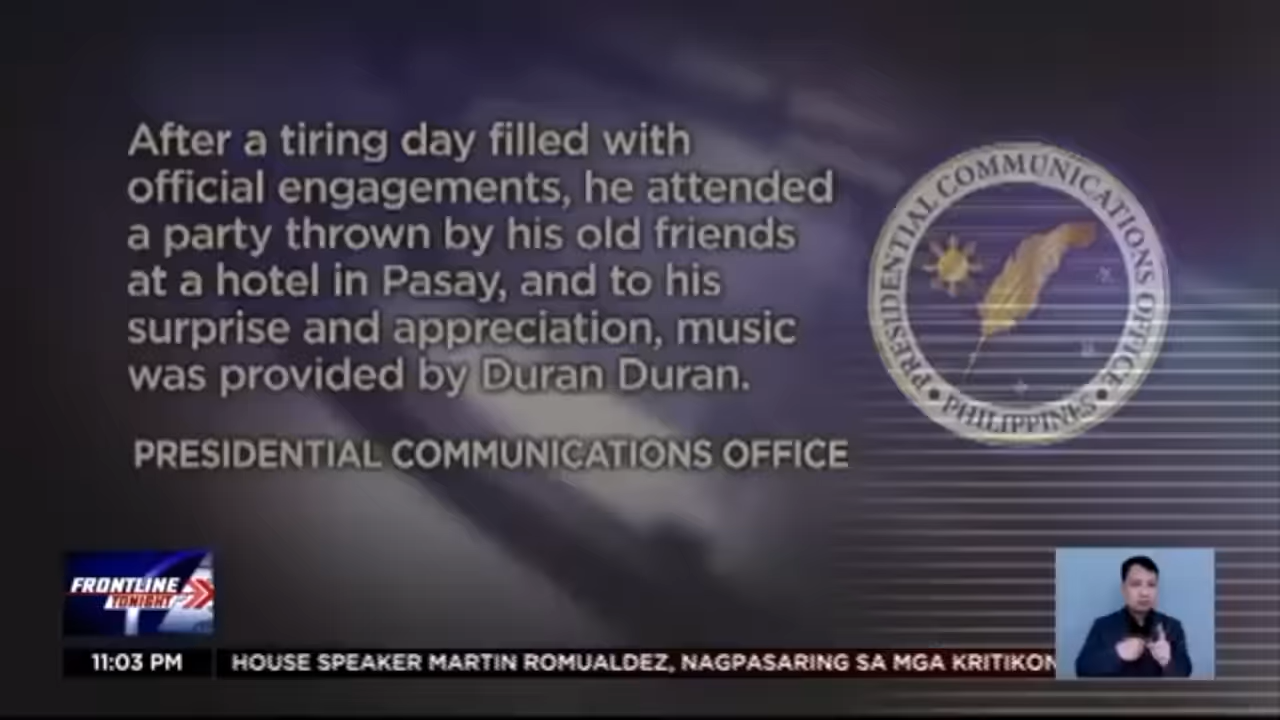 After a tiring day filled with
official engagements, he attended
a party thrown by his old friends
at a hotel in Pasay, and to his
surprise and appreciation, music
was provided by Duran Duran.
PRESIDENTIAL COMMUNICATIONS OFFICE
PRESIDENTIAL COMMUNICATIONS OFFICE
PHILIPPINES
FRONTLINE
TONIGHT
11:03 PM
HOUSE SPEAKER MARTIN ROMUALDEZ, NAGPASARING SA MGA KRITIKON